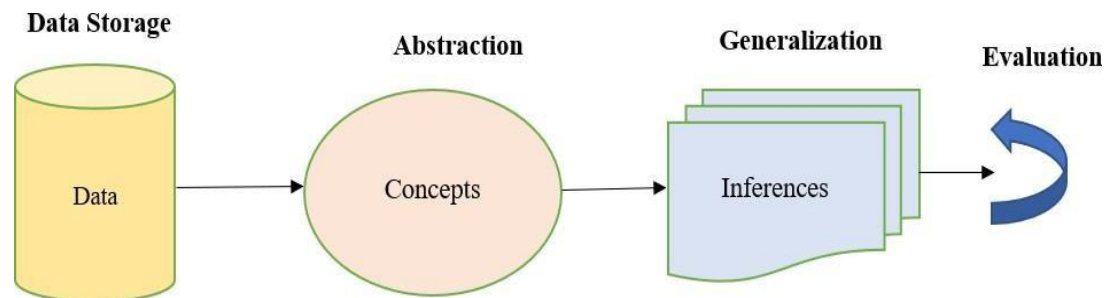 Data Storage
Abstraction
Generalization
Evaluation
Data
Concepts
Inferences